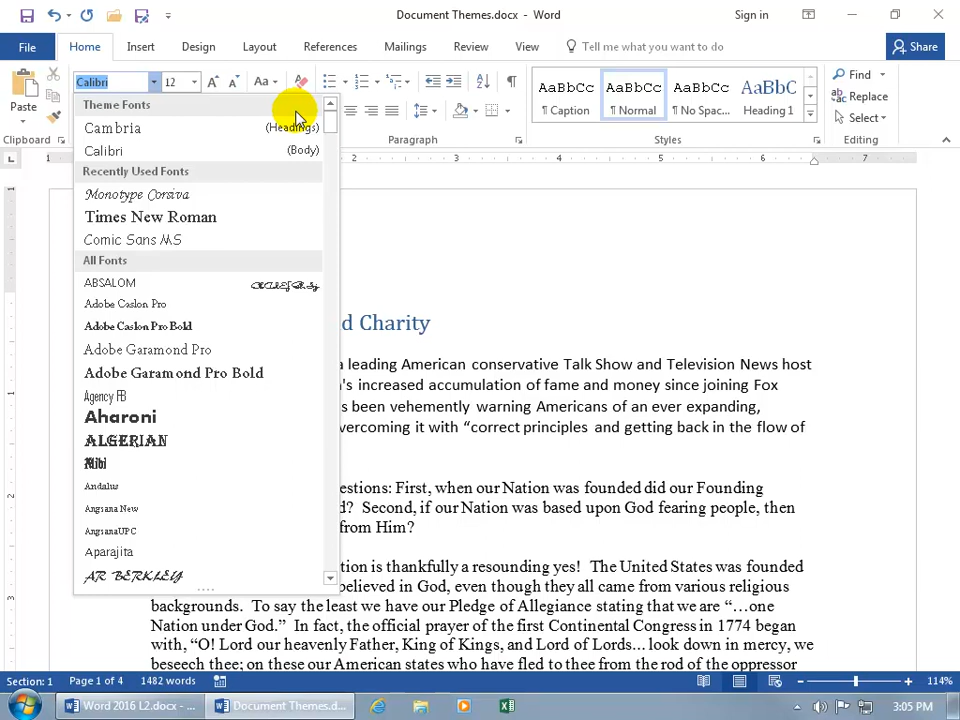 Document Themes.docx - Word
Sign in
File
Home
Insert
Design
Layout
References
Mailings
Review
View
Tell me what you want to do
Share
Paste
Calibri
12
Aa
Find
Replace
Select
AaBbCc
AaBbCc
AaBbCc
AaBbC
¶ Caption
¶ Normal
¶ No Spac...
Heading 1
Clipboard
Paragraph
Styles
Editing
Theme Fonts
Cambria (Headings)
Calibri (Body)
Recently Used Fonts
Monotype Corsiva
Times New Roman
Comic Sans MS
All Fonts
ABSALOM
Adobe Caslon Pro
Adobe Caslon Pro Bold
Adobe Garamond Pro
Adobe Garamond Pro Bold
Agency FB
Aharoni
ALGERIAN
Andalus
Angsana New
AngsanaUPC
Aparajita
AR BERKLEY
1 2 3 4 5 6 7
1
1
2
3
d Charity
a leading American conservative Talk Show and Television News host
n's increased accumulation of fame and money since joining Fox
s been vehemently warning Americans of an ever expanding,
vercoming it with “correct principles and getting back in the flow of
estions: First, when our Nation was founded did our Founding
d? Second, if our Nation was based upon God fearing people, then
from Him?
tion is thankfully a resounding yes! The United States was founded
believed in God, even though they all came from various religious
backgrounds. To say the least we have our Pledge of Allegiance stating that we are “…one
Nation under God.” In fact, the official prayer of the first Continental Congress in 1774 began
with, “O! Lord our heavenly Father, King of Kings, and Lord of Lords... look down in mercy, we
beseech thee; on these our American states who have fled to thee from the rod of the oppressor
Section: 1
Page 1 of 4
1482 words
114%
Word 2016 L2.docx - ...
Document Themes.d...
3:05 PM